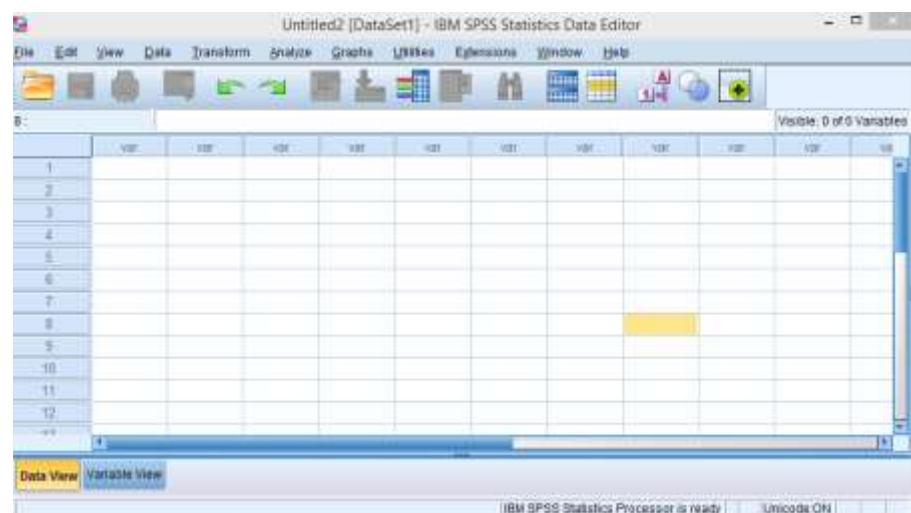 Untitled2 [DataSet1] - IBM SPSS Statistics Data Editor
File Edit View Data Transform Analyze Graphs Utilities Extensions Window Help
8 :
Visible: 0 of 0 Variables
var var var var var var var var var var va
1
2
3
4
5
6
7
8
9
10
11
12
Data View Variable View
IBM SPSS Statistics Processor is ready Unicode:ON